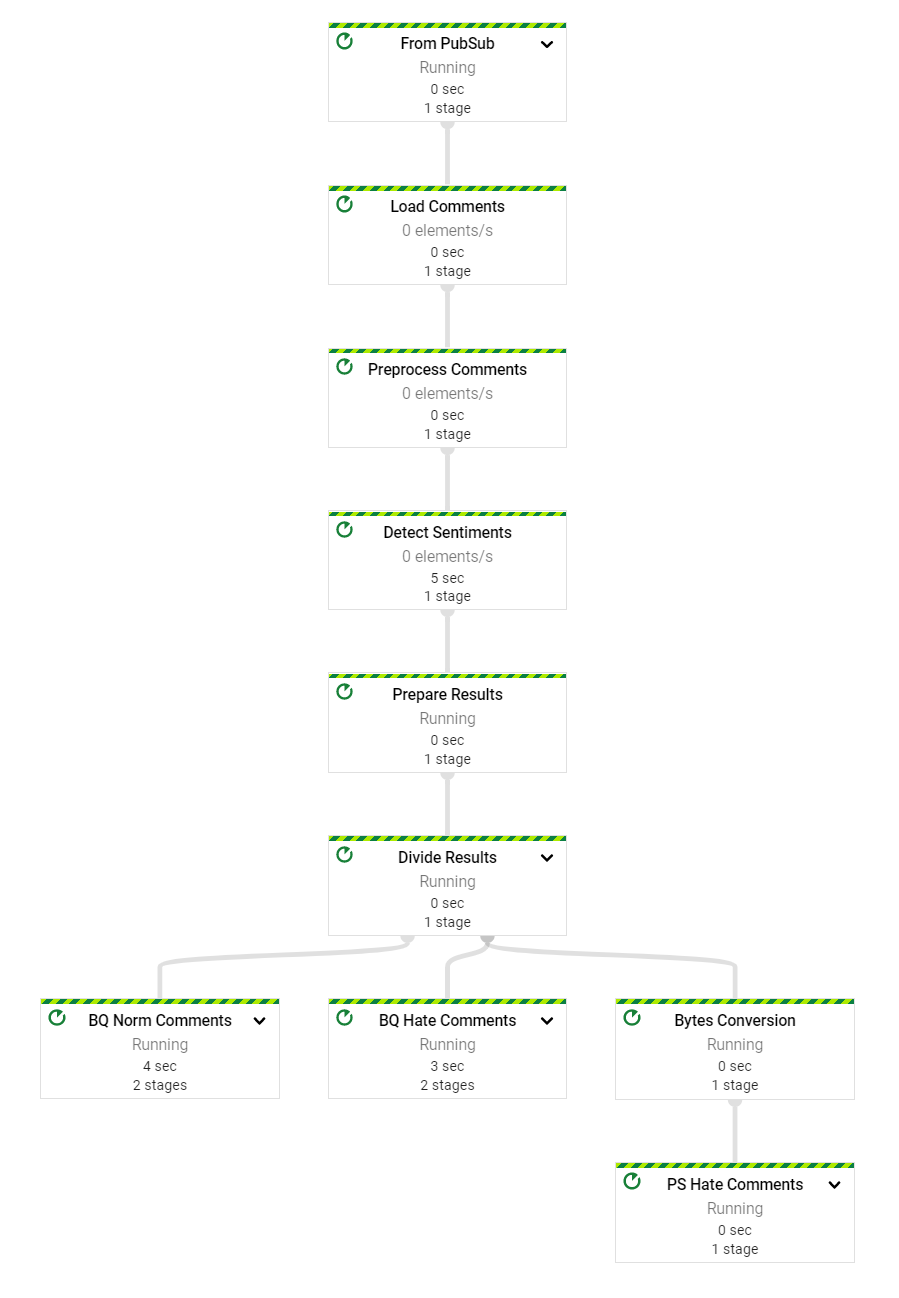 From PubSub
Running
0 sec
1 stage
Load Comments
0 elements/s
0 sec
1 stage
Preprocess Comments
0 elements/s
0 sec
1 stage
Detect Sentiments
0 elements/s
5 sec
1 stage
Prepare Results
Running
0 sec
1 stage
Divide Results
Running
0 sec
1 stage
BQ Norm Comments
Running
4 sec
2 stages
BQ Hate Comments
Running
3 sec
2 stages
Bytes Conversion
Running
0 sec
1 stage
PS Hate Comments
Running
0 sec
1 stage